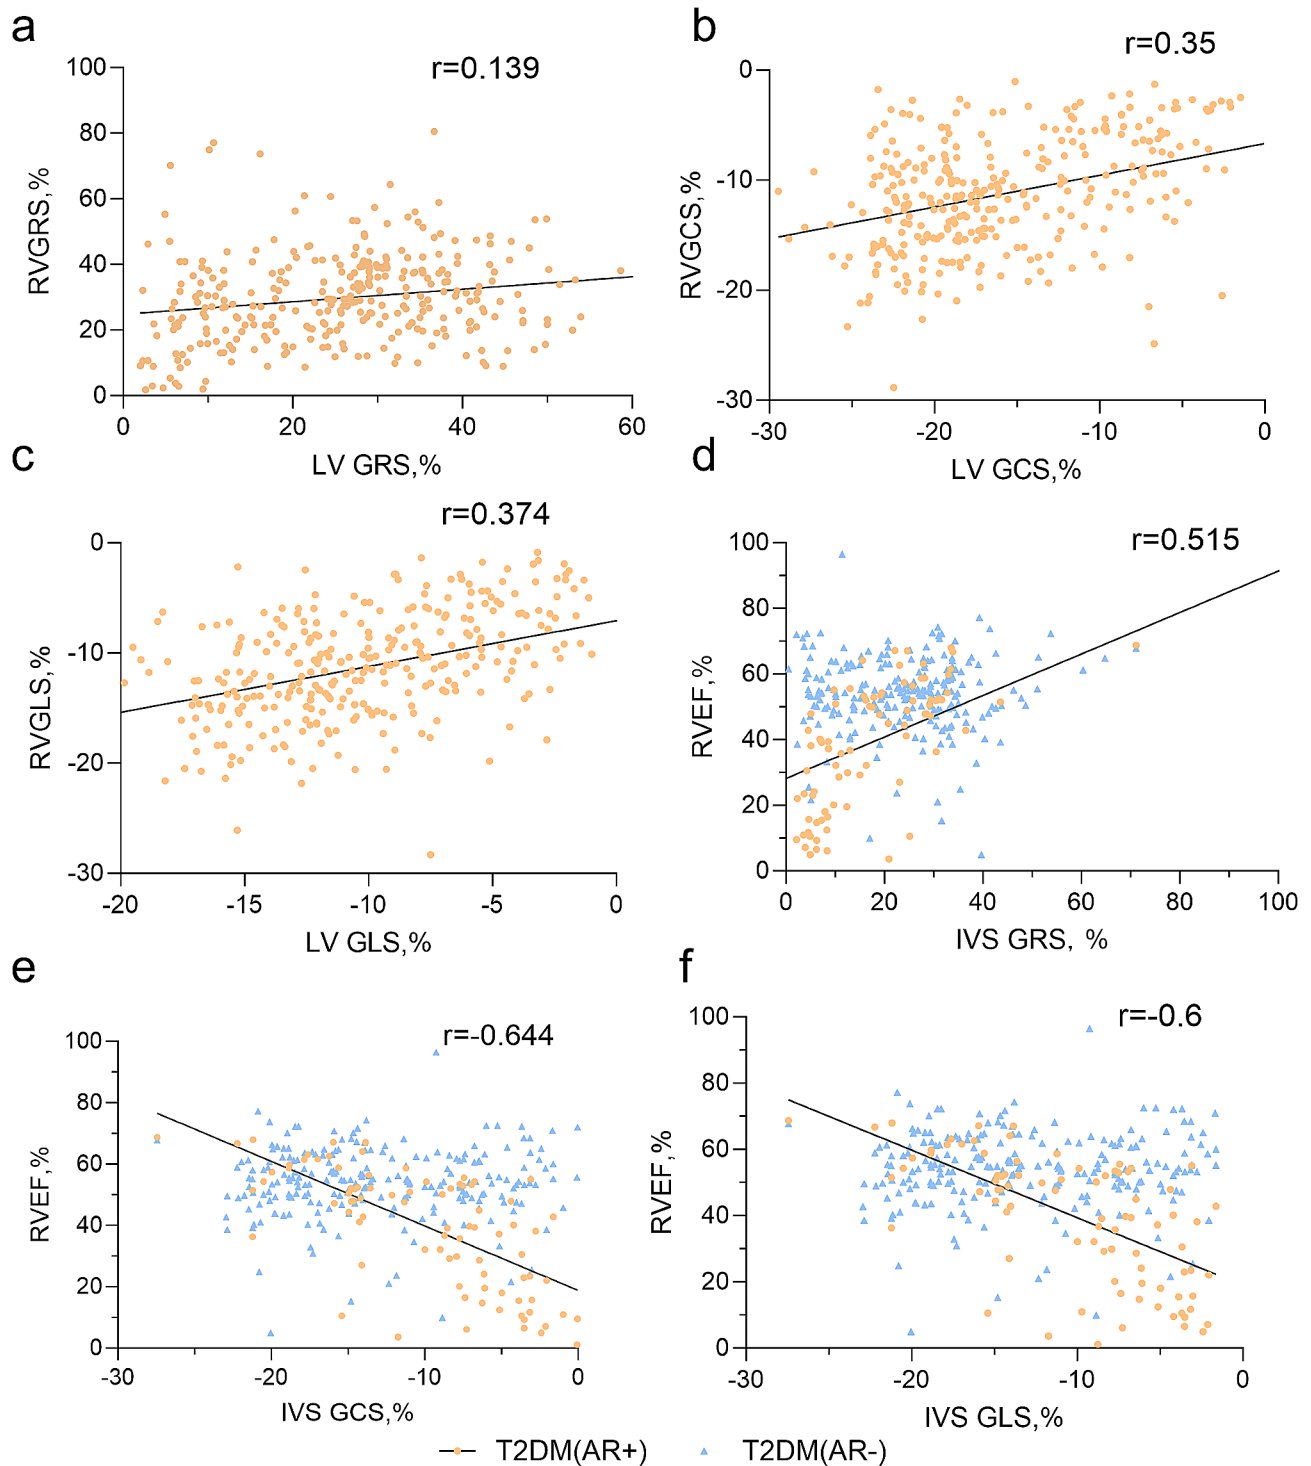 a
r=0.139
100
80
60
40
20
0
RVGRS,%
0 20 40 60
LV GRS,%
b
r=0.35
0
-10
-20
-30
RVGCS,%
-30 -20 -10 0
LV GCS,%
c
r=0.374
0
-10
-20
-30
RVGLS,%
-20 -15 -10 -5 0
LV GLS,%
d
r=0.515
100
80
60
40
20
0
RVEF,%
0 20 40 60 80 100
IVS GRS, %
e
r=-0.644
100
80
60
40
20
0
RVEF,%
-30 -20 -10 0
IVS GCS,%
f
r=-0.6
100
80
60
40
20
0
RVEF,%
-30 -20 -10 0
IVS GLS,%
T2DM(AR+) T2DM(AR-)